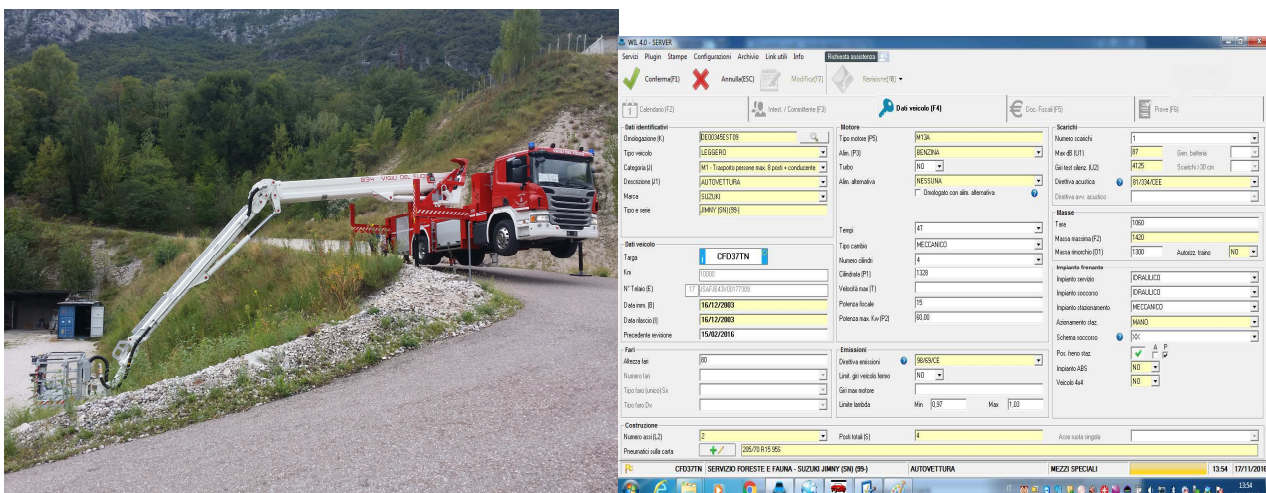 834 VIGILI DEL FUOCO
WIL 4.0 - SERVER
Servizi Plugin Stampe Configurazioni Archivio Link utili Info Richiesta assistenza
Conferma(F1) Annulla(ESC) Modifica(F7) Revisione(F8)
Calendario (F2) Intest. / Committente (F3) Dati veicolo (F4) Doc. Fiscali (F5) Prove (F6)
Dati identificativi
Omologazione (K) DE00345EST09
Tipo veicolo LEGGERO
Categoria (J) M1 - Trasporto persone max. 8 posti + conducente
Descrizione (J1) AUTOVETTURA
Marca SUZUKI
Tipo e serie JIMNY (SN) (99-)
Dati veicolo
Targa I CFD37TN
Km 10000
N° Telaio (E) 17
Data imm. (B) 16/12/2003
Data rilascio (I) 16/12/2003
Precedente revisione 15/02/2016
Fari
Altezza fari 80
Numero fari
Tipo faro (unico) Sx
Tipo faro Dx
Motore
Tipo motore (P5) M13A
Alim. (P3) BENZINA
Turbo NO
Alim. alternativa NESSUNA
Omologato con alim. alternativa
Tempi 4T
Tipo cambio MECCANICO
Numero cilindri 4
Cilindrata (P1) 1328
Velocità max (T)
Potenza fiscale 15
Potenza max. Kw (P2) 60,00
Emissioni
Direttiva emissioni 98/69/CE
Limit. giri veicolo fermo NO
Giri max motore
Limite lambda Min 0,97 Max 1,03
Scarichi
Numero scarichi 1
Max dB (U1) 87 Gen. batteria
Giri test silenz. (U2) 4125 Scarichi > 30 cm
Direttiva acustica 81/334/CEE
Direttiva avv. acustico
Masse
Tara 1060
Massa massima (F2) 1420
Massa rimorchio (O1) 1300 Autorizz. traino NO
Impianto frenante
Impianto servizio IDRAULICO
Impianto soccorso IDRAULICO
Impianto stazionamento MECCANICO
Azionamento staz. MANO
Schema soccorso XX
A P
Pos. freno staz.
Impianto ABS NO
Veicolo 4x4 NO
Costruzione
Numero assi (L2) 2 Posti totali (S) 4 Asse ruota singola
Pneumatici sulla carta 205/70 R15 95S
CFD37TN SERVIZIO FORESTE E FAUNA - SUZUKI JIMNY (SN) (99-) AUTOVETTURA MEZZI SPECIALI 13:54 17/11/2016
IT 13:54